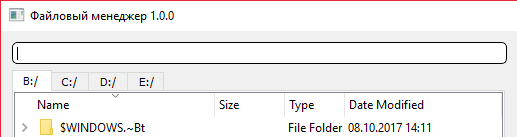 Файловый менеджер 1.0.0
B:/ C:/ D:/ E:/
Name Size Type Date Modified
$WINDOWS.~Bt File Folder 08.10.2017 14:11